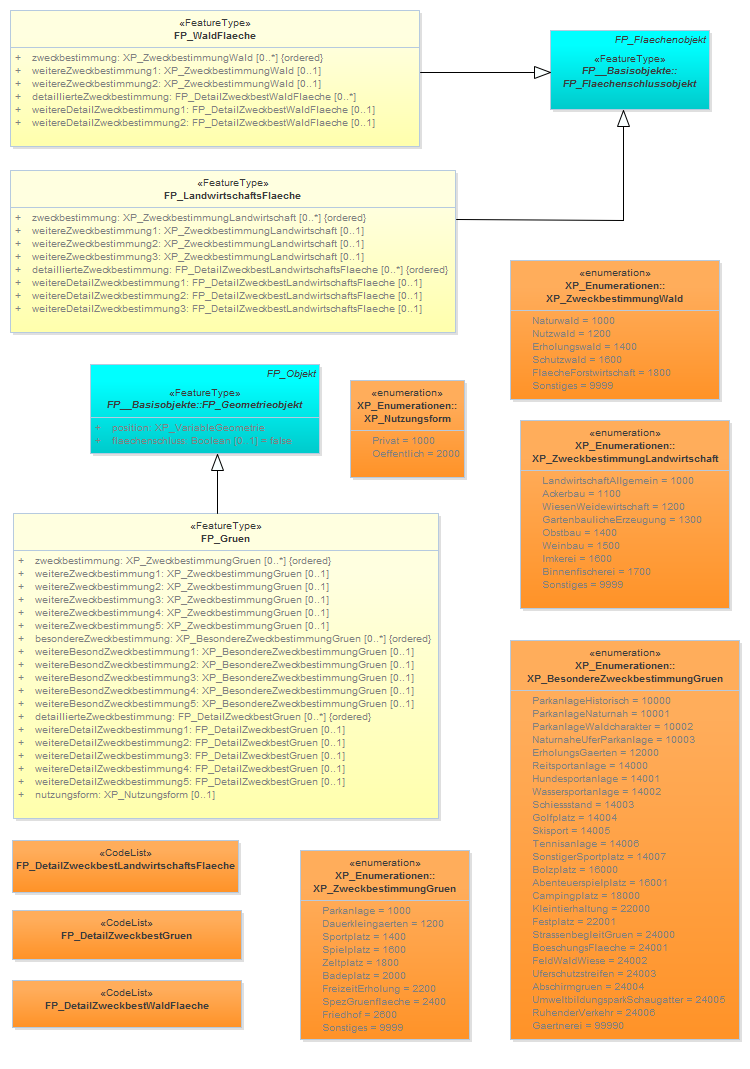 «FeatureType»
FP_WaldFlaeche
+ zweckbestimmung: XP_ZweckbestimmungWald [0..*] {ordered}
+ weitereZweckbestimmung1: XP_ZweckbestimmungWald [0..1]
+ weitereZweckbestimmung2: XP_ZweckbestimmungWald [0..1]
+ detaillierteZweckbestimmung: FP_DetailZweckbestWaldFlaeche [0..*]
+ weitereDetailZweckbestimmung1: FP_DetailZweckbestWaldFlaeche [0..1]
+ weitereDetailZweckbestimmung2: FP_DetailZweckbestWaldFlaeche [0..1]
FP_Flaechenobjekt
«FeatureType»
FP__Basisobjekte::
FP_Flaechenschlussobjekt
«FeatureType»
FP_LandwirtschaftsFlaeche
+ zweckbestimmung: XP_ZweckbestimmungLandwirtschaft [0..*] {ordered}
+ weitereZweckbestimmung1: XP_ZweckbestimmungLandwirtschaft [0..1]
+ weitereZweckbestimmung2: XP_ZweckbestimmungLandwirtschaft [0..1]
+ weitereZweckbestimmung3: XP_ZweckbestimmungLandwirtschaft [0..1]
+ detaillierteZweckbestimmung: FP_DetailZweckbestLandwirtschaftsFlaeche [0..*] {ordered}
+ weitereDetailZweckbestimmung1: FP_DetailZweckbestLandwirtschaftsFlaeche [0..1]
+ weitereDetailZweckbestimmung2: FP_DetailZweckbestLandwirtschaftsFlaeche [0..1]
+ weitereDetailZweckbestimmung3: FP_DetailZweckbestLandwirtschaftsFlaeche [0..1]
«enumeration»
XP_Enumerationen::
XP_ZweckbestimmungWald
Naturwald = 1000
Nutzwald = 1200
Erholungswald = 1400
Schutzwald = 1600
FlaecheForstwirtschaft = 1800
Sonstiges = 9999
FP_Objekt
«FeatureType»
FP__Basisobjekte::FP_Geometrieobjekt
+ position: XP_VariableGeometrie
+ flaechenschluss: Boolean [0..1] = false
«enumeration»
XP_Enumerationen::
XP_Nutzungsform
Privat = 1000
Oeffentlich = 2000
«enumeration»
XP_Enumerationen::
XP_ZweckbestimmungLandwirtschaft
LandwirtschaftAllgemein = 1000
Ackerbau = 1100
WiesenWeidewirtschaft = 1200
GartenbaulicheErzeugung = 1300
Obstbau = 1400
Weinbau = 1500
Imkerei = 1600
Binnenfischerei = 1700
Sonstiges = 9999
«FeatureType»
FP_Gruen
+ zweckbestimmung: XP_ZweckbestimmungGruen [0..*] {ordered}
+ weitereZweckbestimmung1: XP_ZweckbestimmungGruen [0..1]
+ weitereZweckbestimmung2: XP_ZweckbestimmungGruen [0..1]
+ weitereZweckbestimmung3: XP_ZweckbestimmungGruen [0..1]
+ weitereZweckbestimmung4: XP_ZweckbestimmungGruen [0..1]
+ weitereZweckbestimmung5: XP_ZweckbestimmungGruen [0..1]
+ besondereZweckbestimmung: XP_BesondereZweckbestimmungGruen [0..*] {ordered}
+ weitereBesondZweckbestimmung1: XP_BesondereZweckbestimmungGruen [0..1]
+ weitereBesondZweckbestimmung2: XP_BesondereZweckbestimmungGruen [0..1]
+ weitereBesondZweckbestimmung3: XP_BesondereZweckbestimmungGruen [0..1]
+ weitereBesondZweckbestimmung4: XP_BesondereZweckbestimmungGruen [0..1]
+ weitereBesondZweckbestimmung5: XP_BesondereZweckbestimmungGruen [0..1]
+ detaillierteZweckbestimmung: FP_DetailZweckbestGruen [0..*] {ordered}
+ weitereDetailZweckbestimmung1: FP_DetailZweckbestGruen [0..1]
+ weitereDetailZweckbestimmung2: FP_DetailZweckbestGruen [0..1]
+ weitereDetailZweckbestimmung3: FP_DetailZweckbestGruen [0..1]
+ weitereDetailZweckbestimmung4: FP_DetailZweckbestGruen [0..1]
+ weitereDetailZweckbestimmung5: FP_DetailZweckbestGruen [0..1]
+ nutzungsform: XP_Nutzungsform [0..1]
«enumeration»
XP_Enumerationen::
XP_BesondereZweckbestimmungGruen
ParkanlageHistorisch = 10000
ParkanlageNaturnah = 10001
ParkanlageWaldcharakter = 10002
NaturnaheUferParkanlage = 10003
ErholungsGaerten = 12000
Reitsportanlage = 14000
Hundesportanlage = 14001
Wassersportanlage = 14002
Schiessstand = 14003
Golfplatz = 14004
Skisport = 14005
Tennisanlage = 14006
SonstigerSportplatz = 14007
Bolzplatz = 16000
Abenteuerspielplatz = 16001
Campingplatz = 18000
Kleintierhaltung = 22000
Festplatz = 22001
StrassenbegleitGruen = 24000
BoeschungsFlaeche = 24001
FeldWaldWiese = 24002
Uferschutzstreifen = 24003
Abschirmgruen = 24004
UmweltbildungsparkSchaugatter = 24005
RuhenderVerkehr = 24006
Gaertnerei = 99990
«CodeList»
FP_DetailZweckbestLandwirtschaftsFlaeche
«CodeList»
FP_DetailZweckbestGruen
«CodeList»
FP_DetailZweckbestWaldFlaeche
«enumeration»
XP_Enumerationen::
XP_ZweckbestimmungGruen
Parkanlage = 1000
Dauerkleingaerten = 1200
Sportplatz = 1400
Spielplatz = 1600
Zeltplatz = 1800
Badeplatz = 2000
FreizeitErholung = 2200
SpezGruenflaeche = 2400
Friedhof = 2600
Sonstiges = 9999